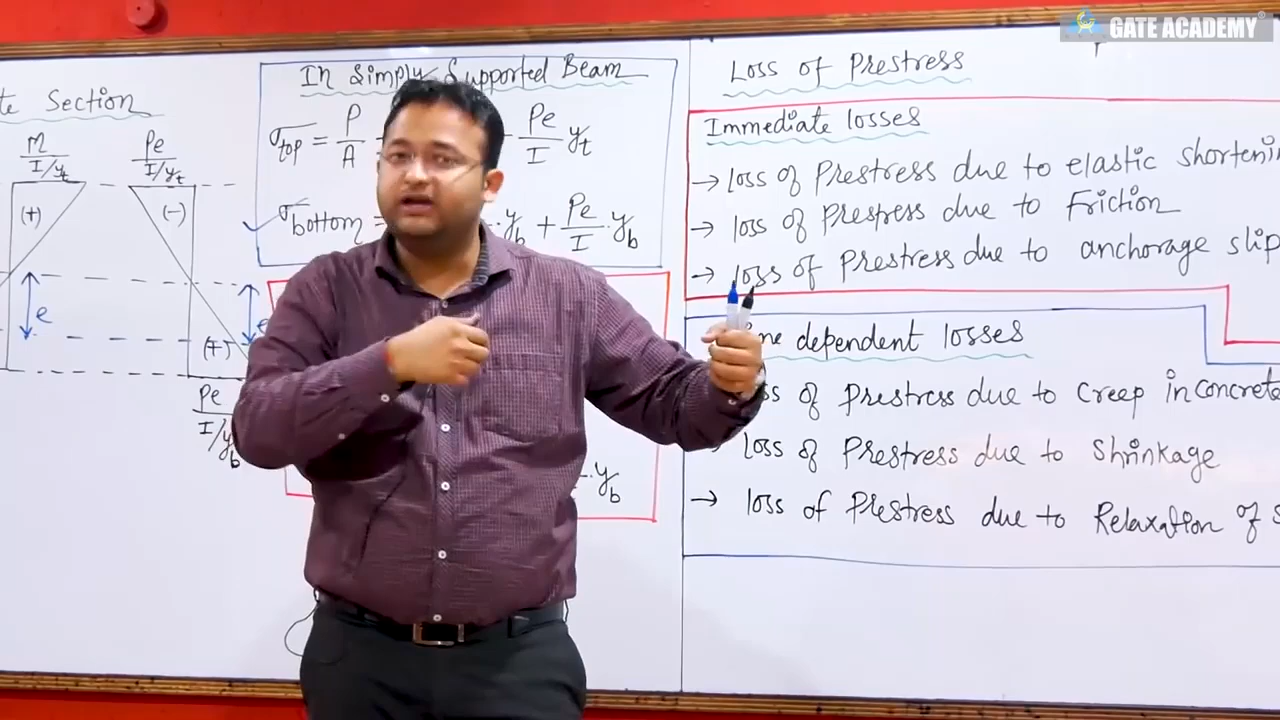 GATE ACADEMY
te Section
M
I/yt
Pe
I/yt
(+)
(-)
e
e
(+)
Pe
I/yb
In Simply Supported Beam
σtop = P/A - Pe/I yt
σbottom = yb + Pe/I . yb
. yb
Loss of Prestress
Immediate losses
→ loss of Prestress due to elastic shortenin
→ loss of Prestress due to Friction
→ loss of Prestress due to anchorage slip
me dependent losses
ss of Prestress due to Creep in concrete
→ loss of Prestress due to Shrinkage
→ loss of Prestress due to Relaxation of s